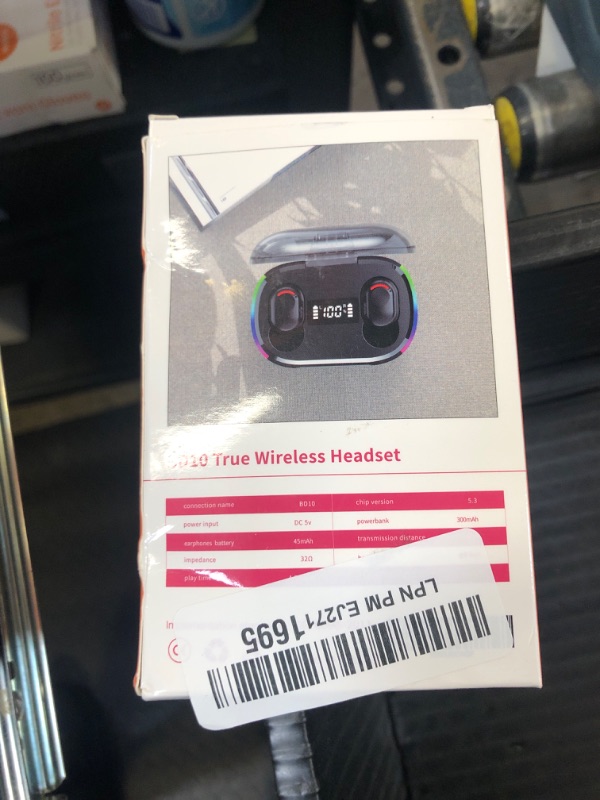 100
B010 True Wireless Headset
connection name B010 chip version 5.3
power input DC 5v powerbank 300mAh
earphones battery 45mAh transmission distance
impedance 32Ω
play time
LPN PM EJ2711695